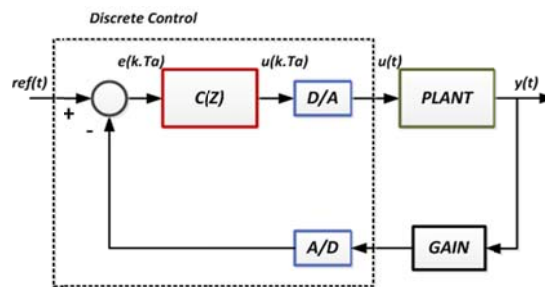 Discrete Control
ref(t)
+
-
e(k.Ta)
C(Z)
u(k.Ta)
D/A
u(t)
PLANT
y(t)
A/D
GAIN